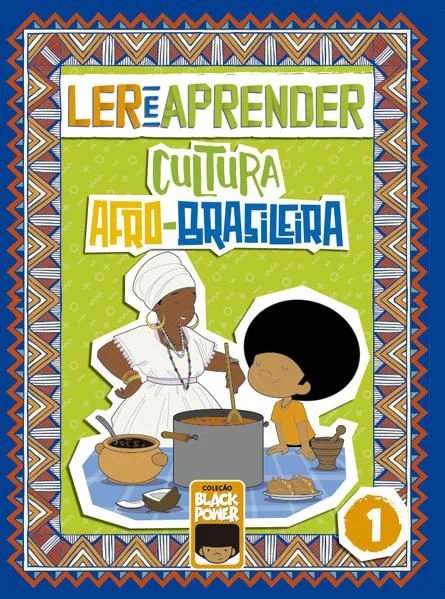 LER E APRENDER
CULTURA
AFRO-BRASILEIRA
COLEÇÃO
BLACK
POWER
1